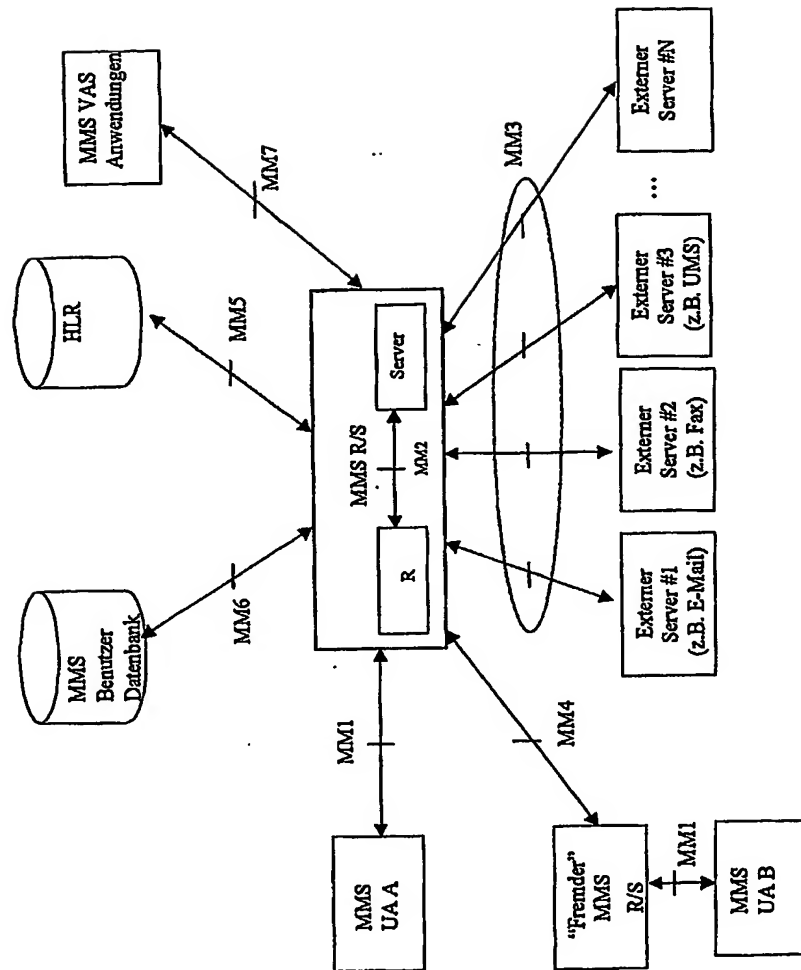 MMS
Benutzer
Datenbank
HLR
MMS VAS
Anwendungen
MM6
MM5
MM7
MMS R/S
R
MM2
Server
MMS
UA A
MM1
MM4
MM3
"Fremder"
MMS
R/S
MM1
MMS
UA B
Externer
Server #1
(z.B. E-Mail)
Externer
Server #2
(z.B. Fax)
Externer
Server #3
(z.B. UMS)
...
Externer
Server #N